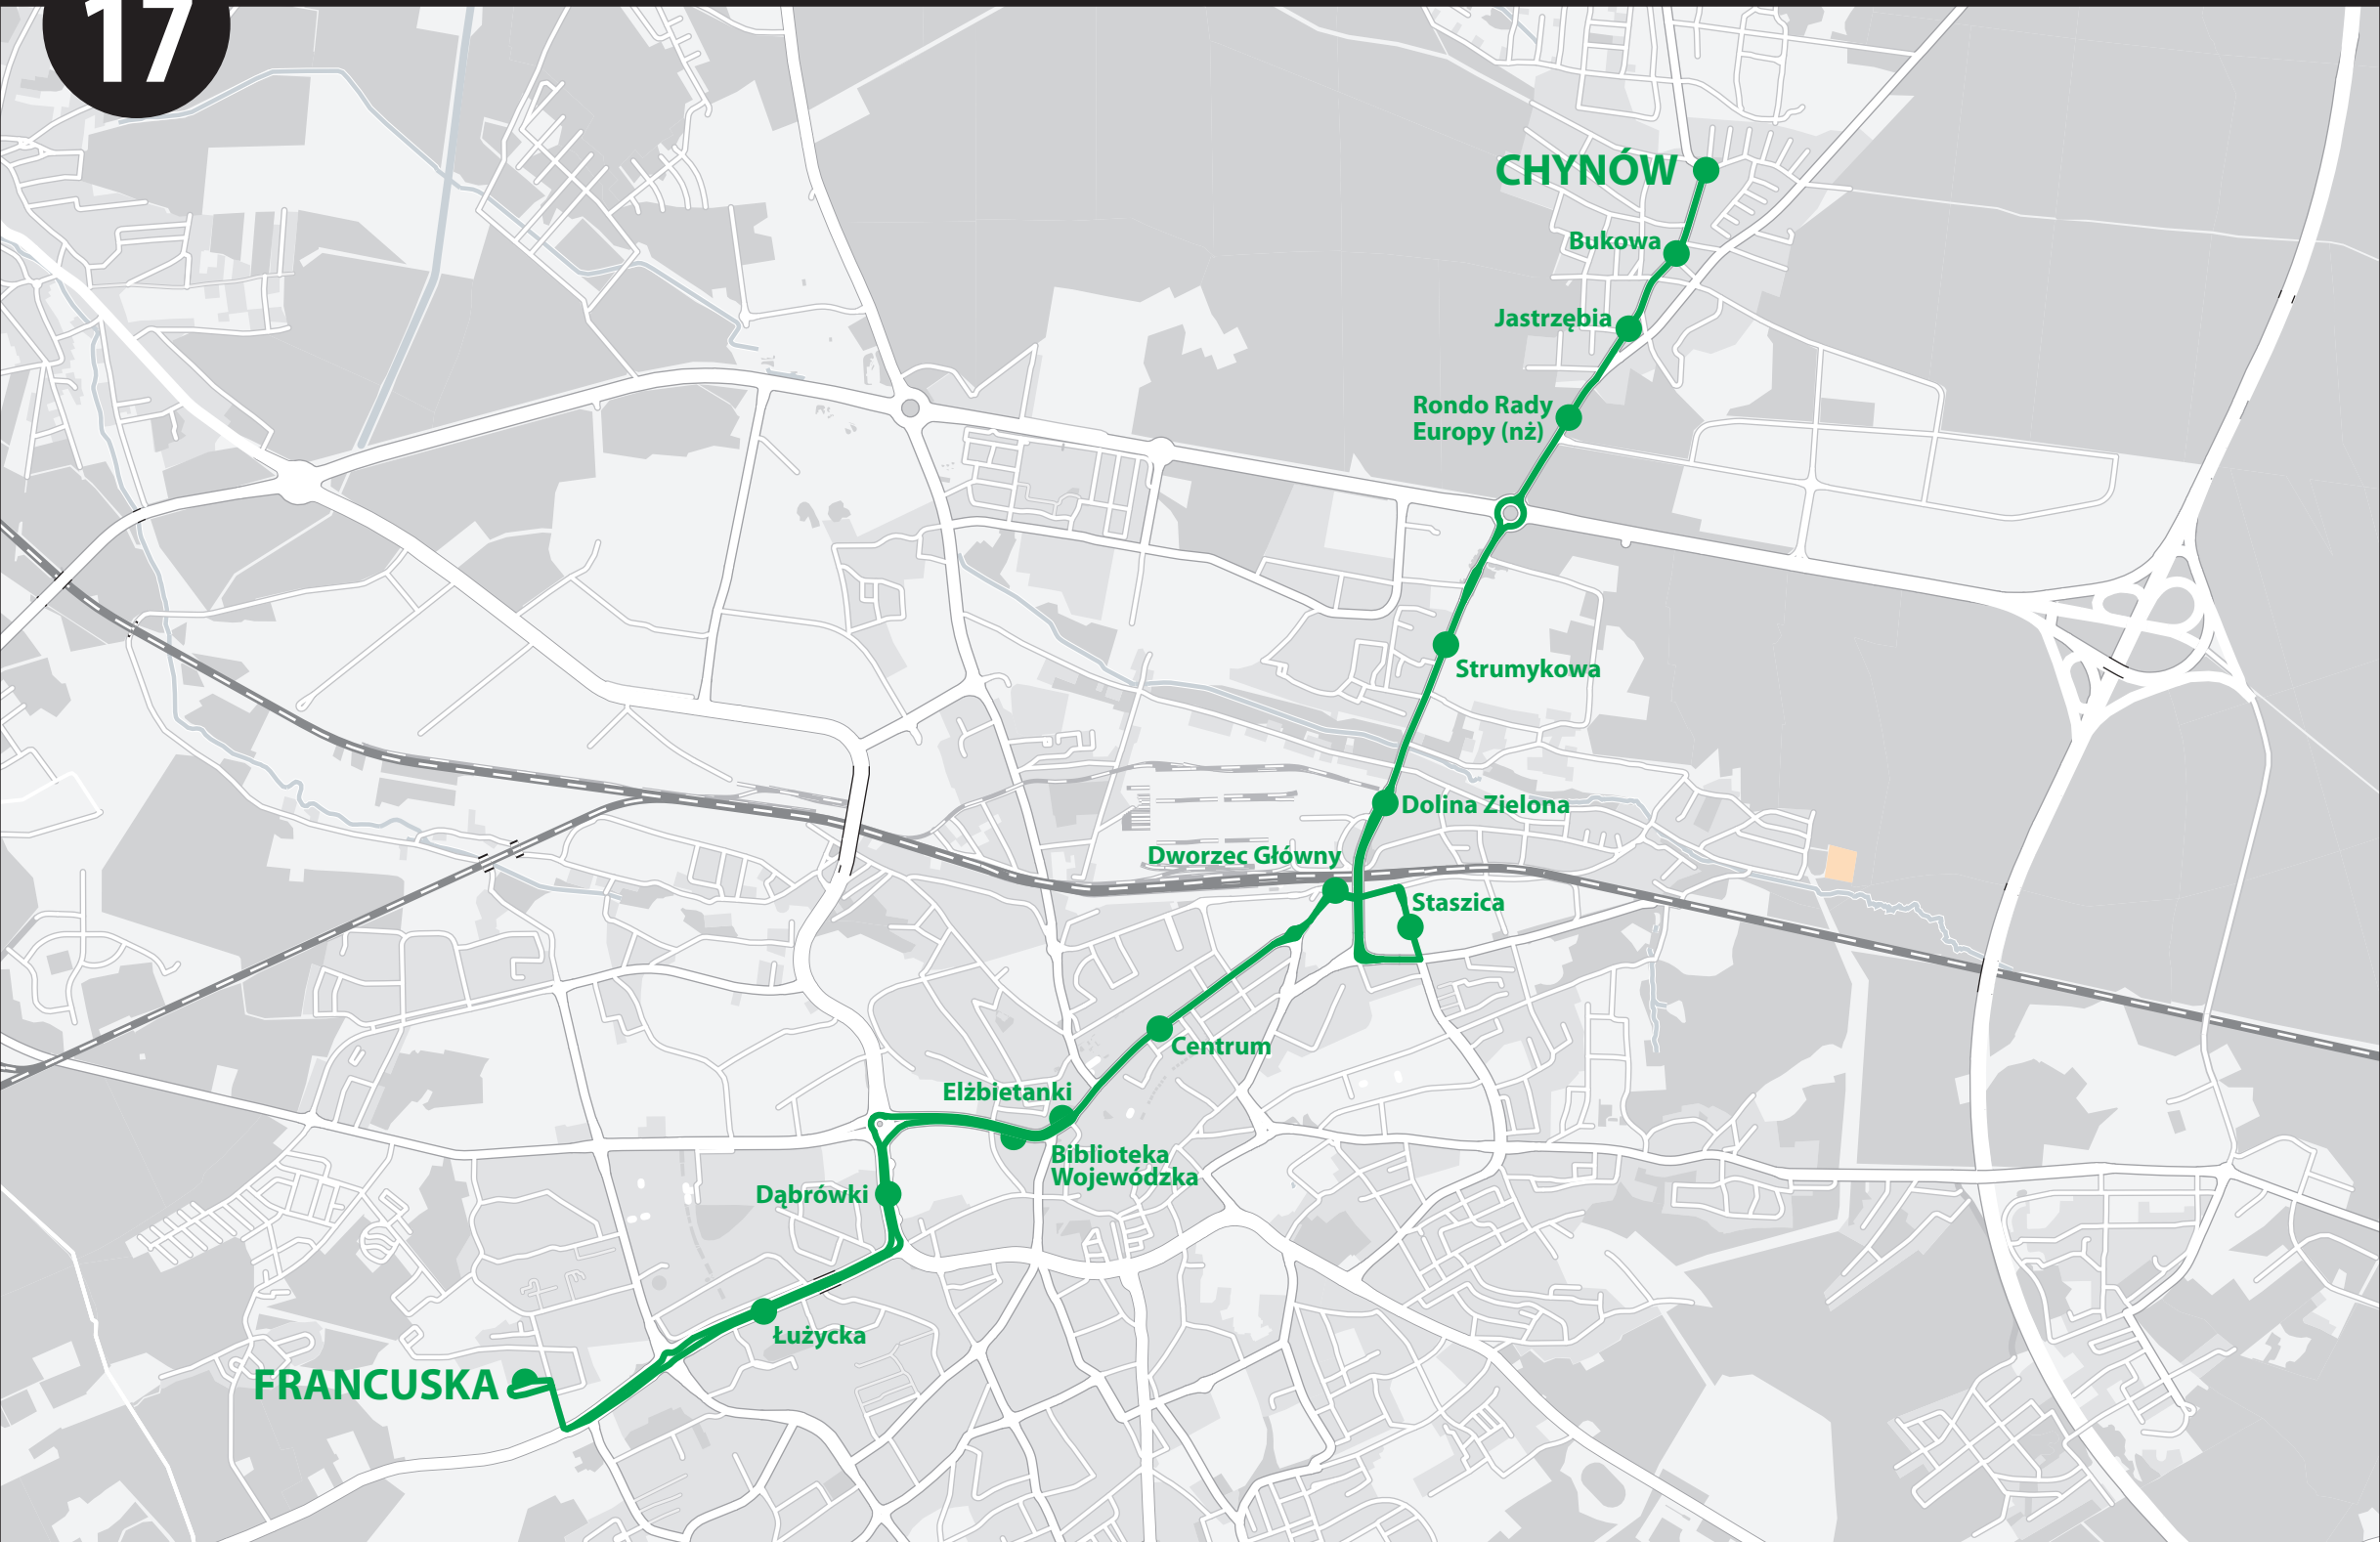 17
CHYNÓW
Bukowa
Jastrzębia
Rondo Rady
Europy (nż)
Strumykowa
Dolina Zielona
Dworzec Główny
Staszica
Centrum
Elżbietanki
Biblioteka
Wojewódzka
Dąbrówki
Łużycka
FRANCUSKA